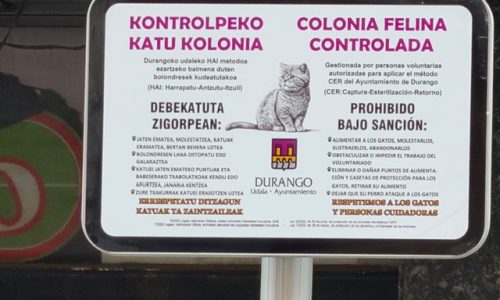 KONTROLPEKO
KATU KOLONIA
Durangoko udaleko HAI metodoa
ezartzeko baimena duten
bolondresek kudeatutakoa
(HAI: Harrapatu-Antzutu-Itzuli)
DEBEKATUTA
ZIGORPEAN:
JATEN EMATEA, MOLESTATZEA, KATUAK
ERAMATEA, BERTAN BEHERA UZTEA
BOLONDRESEN LANA OSTOPATU EDO
GALARAZTEA
KATUEI JATEN EMATEKO PUNTUAK ETA
BABESERAKO TXABOLATXOAK KENDU EDO
APURTZEA, JANARIA KENTZEA
ZURE TXAKURRAK KATUEI ERASOTZEN UZTEA
ERRESPETATU DITZAGUN
KATUAK TA ZAINTZAILEAK
COLONIA FELINA
CONTROLADA
Gestionada por personas voluntarias
autorizadas para aplicar el método
CER del Ayuntamiento de Durango
(CER:Captura-Esterilización-Retorno)
PROHIBIDO
BAJO SANCIÓN:
ALIMENTAR A LOS GATOS, MOLESTARLOS,
SUSTRAERLOS, ABANDONARLOS
OBSTACULIZAR O IMPEDIR EL TRABAJO DEL
VOLUNTARIADO
ELIMINAR O DAÑAR PUNTOS DE ALIMENTA-
CIÓN Y CASETAS DE PROTECCIÓN PARA LOS
GATOS, RETIRAR SU ALIMENTO
DEJAR QUE SU PERRO ATAQUE A LOS GATOS
RESPETEMOS A LOS GATOS
Y PERSONAS CUIDADORAS
DURANGO
Udala - Ayuntamiento